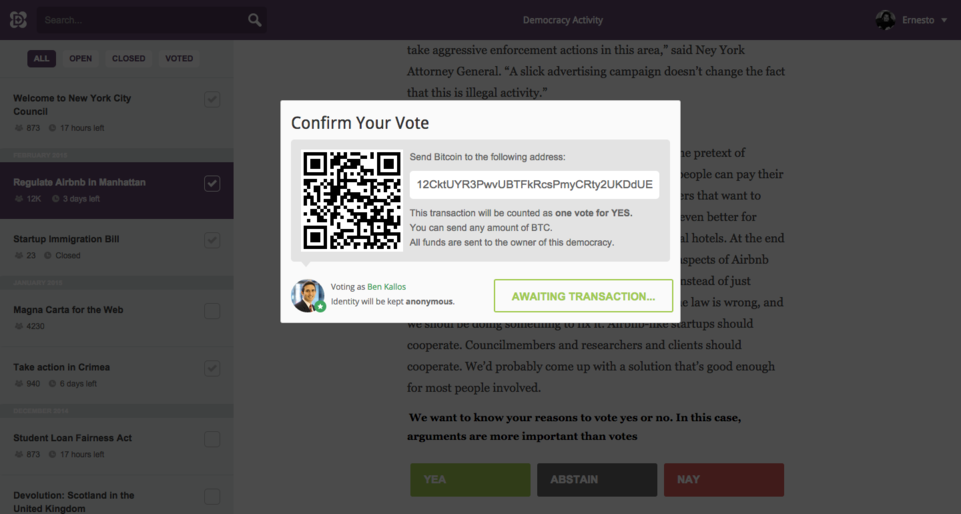 Search...
Democracy Activity
Ernesto
ALL OPEN CLOSED VOTED
Welcome to New York City
Council
873 17 hours left
FEBRUARY 2015
Regulate Airbnb in Manhattan
12K 3 days left
Startup Immigration Bill
23 Closed
Magna Carta for the Web
4230
Take action in Crimea
940 6 days left
Student Loan Fairness Act
873 17 hours left
Devolution: Scotland in the
United Kingdom
take aggressive enforcement actions in this area,” said Ney York
Attorney General. “A slick advertising campaign doesn’t change the fact
that this is illegal activity.”
Confirm Your Vote
Send Bitcoin to the following address:
12CktUYR3PwvUBTFkRcsPmyCRty2UKDdUE
This transaction will be counted as one vote for YES.
You can send any amount of BTC.
All funds are sent to the owner of this democracy.
Voting as Ben Kallos
Identity will be kept anonymous.
AWAITING TRANSACTION...
he pretext of
people can pay their
ers that want to
even better for
al hotels. At the end
aspects of Airbnb
nstead of just
e law is wrong, and
we shoul be doing something to fix it. Airbnb-like startups should
cooperate. Councilmembers and researchers and clients should
cooperate. We’d probably come up with a solution that’s good enough
for most people involved.
We want to know your reasons to vote yes or no. In this case,
arguments are more important than votes
YEA ABSTAIN NAY